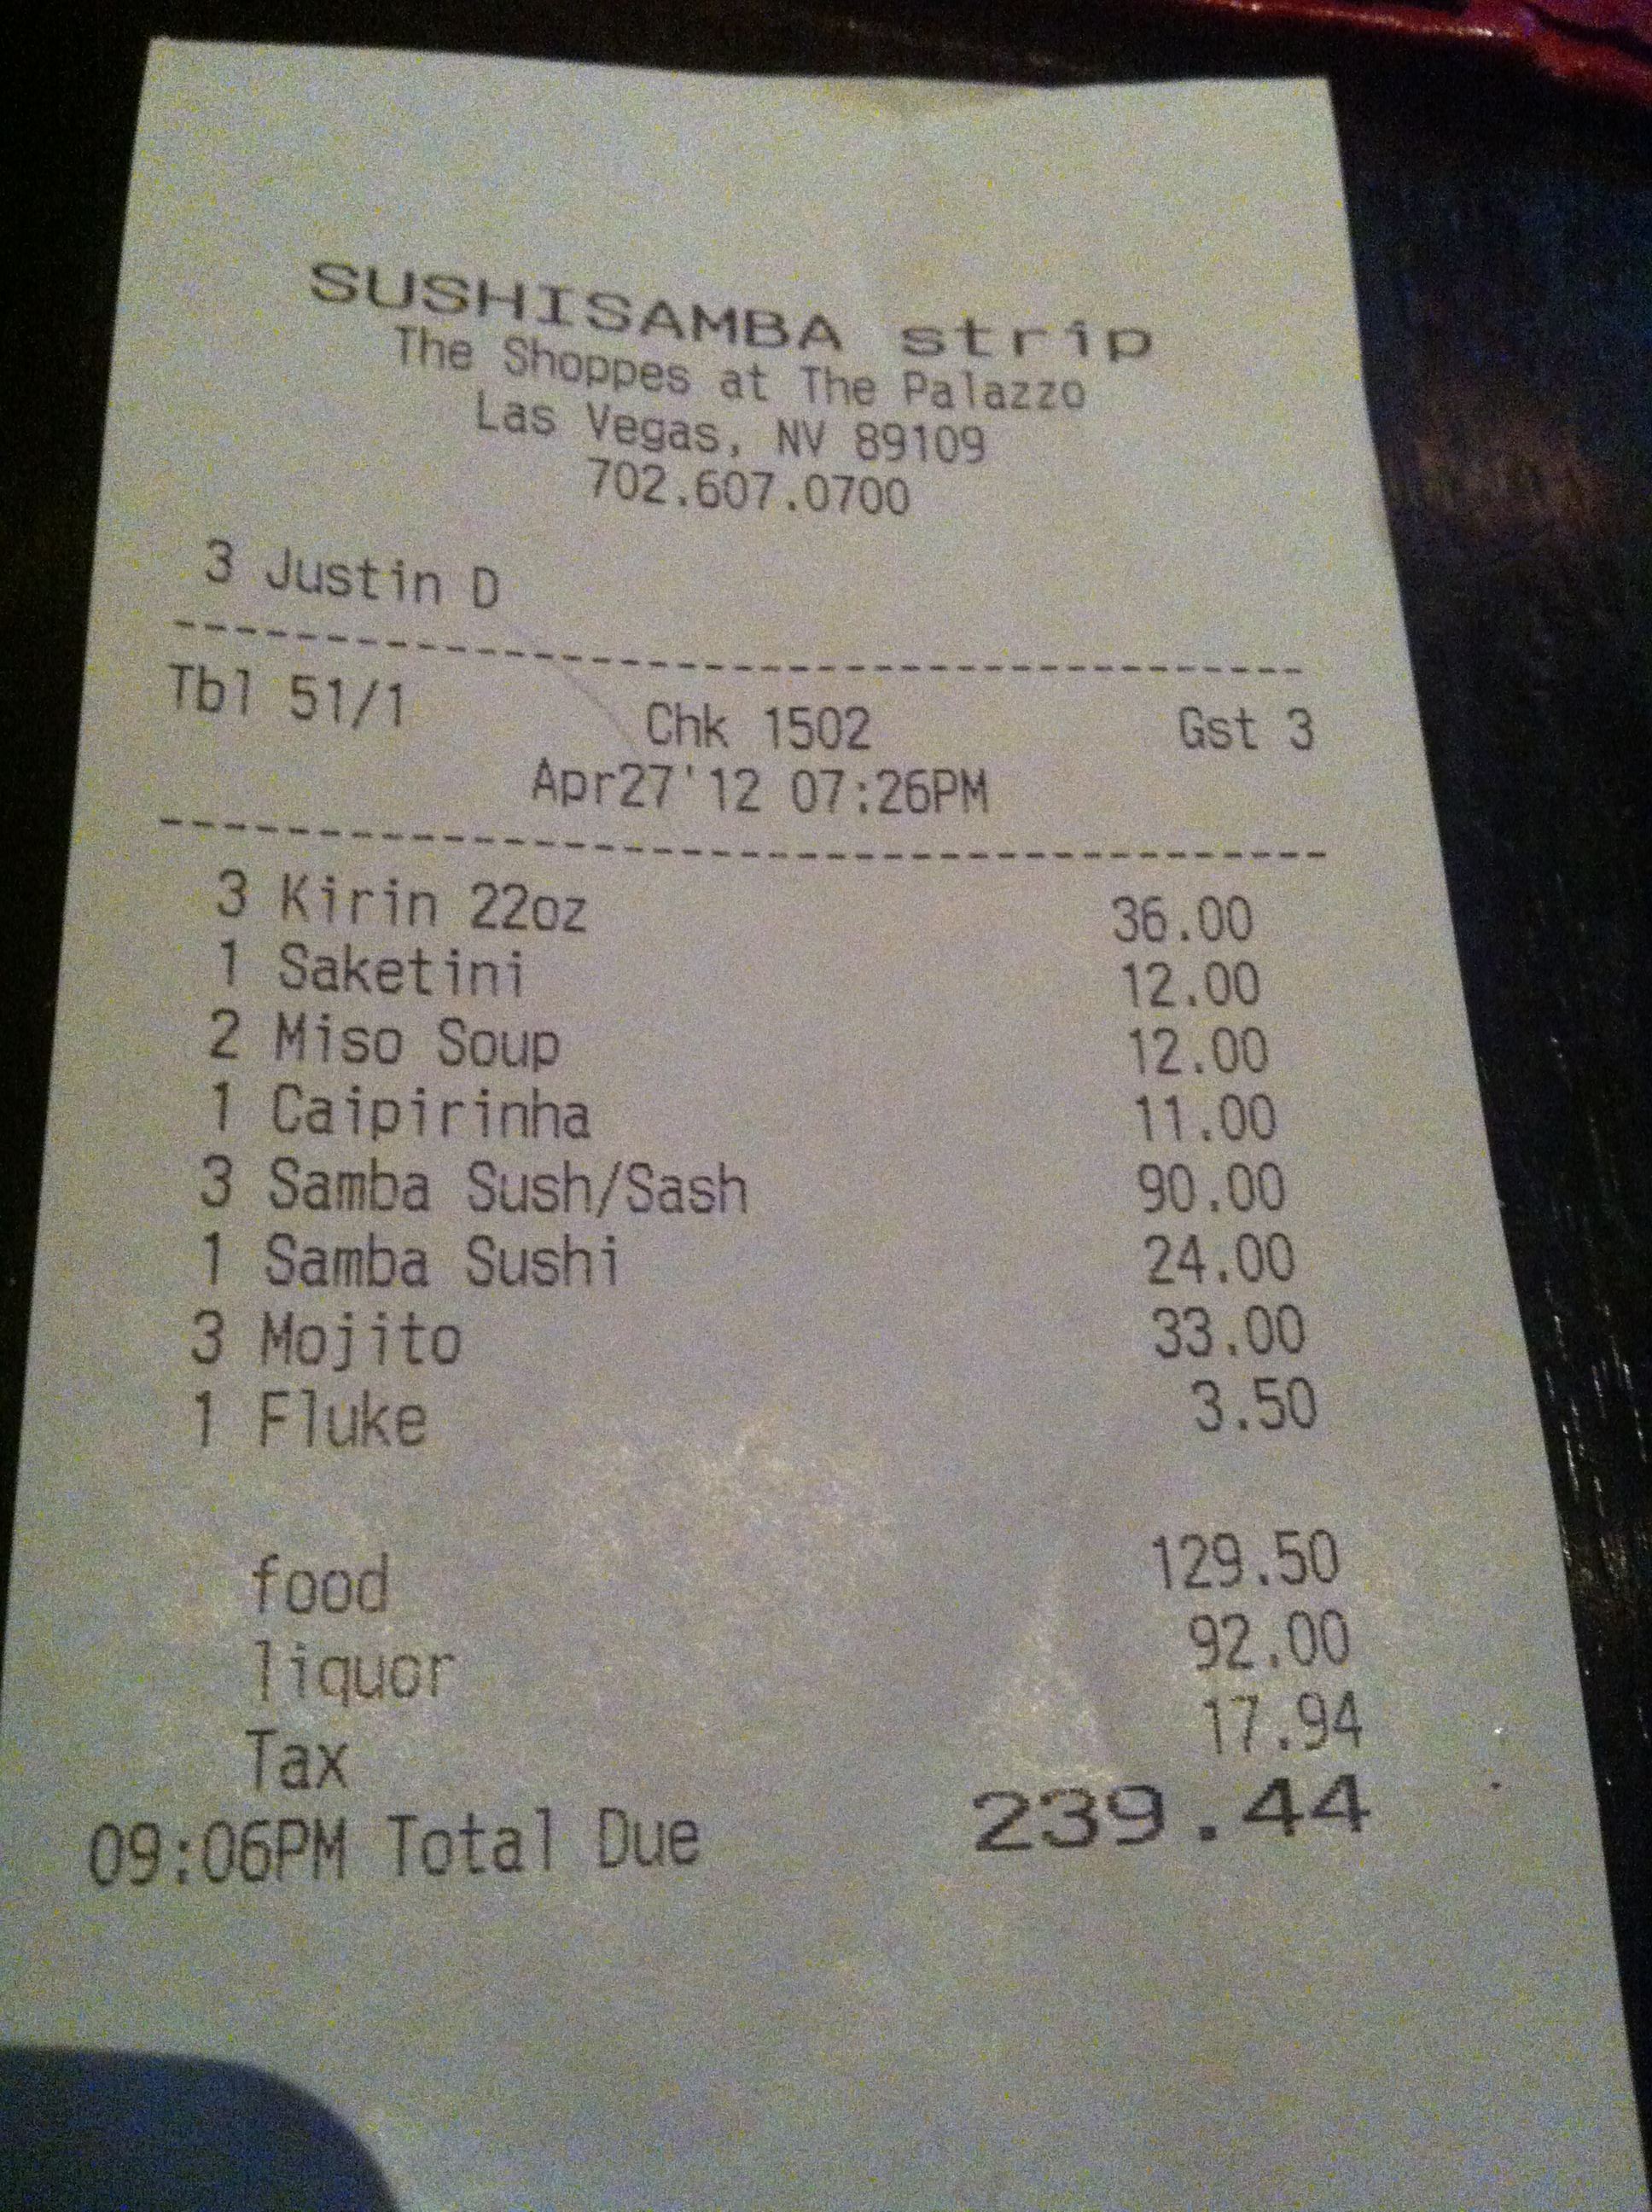 SUSHISAMBA strip
The Shoppes at The Palazzo
Las Vegas, NV 89109
702.607.0700
3 Justin D
Tbl 51/1 Chk 1502 Gst 3
Apr27'12 07:26PM
3 Kirin 22oz 36.00
1 Saketini 12.00
2 Miso Soup 12.00
1 Caipirinha 11.00
3 Samba Sush/Sash 90.00
1 Samba Sushi 24.00
3 Mojito 33.00
1 Fluke 3.50
food 129.50
liquor 92.00
Tax 17.94
09:06PM Total Due 239.44